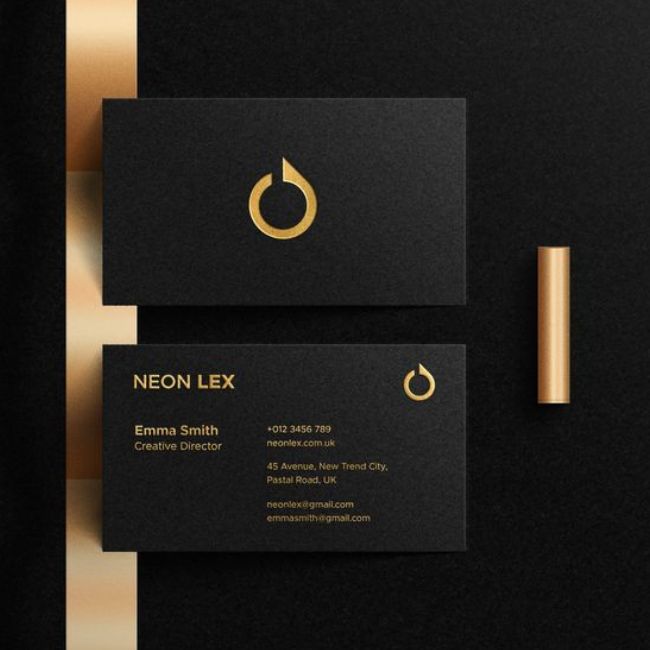 NEON LEX
Emma Smith
Creative Director
+012 3456 789
neonlex.com.uk
45 Avenue, New Trend City,
Pastal Road, UK
neonlex@gmail.com
emmasmith@gmail.com